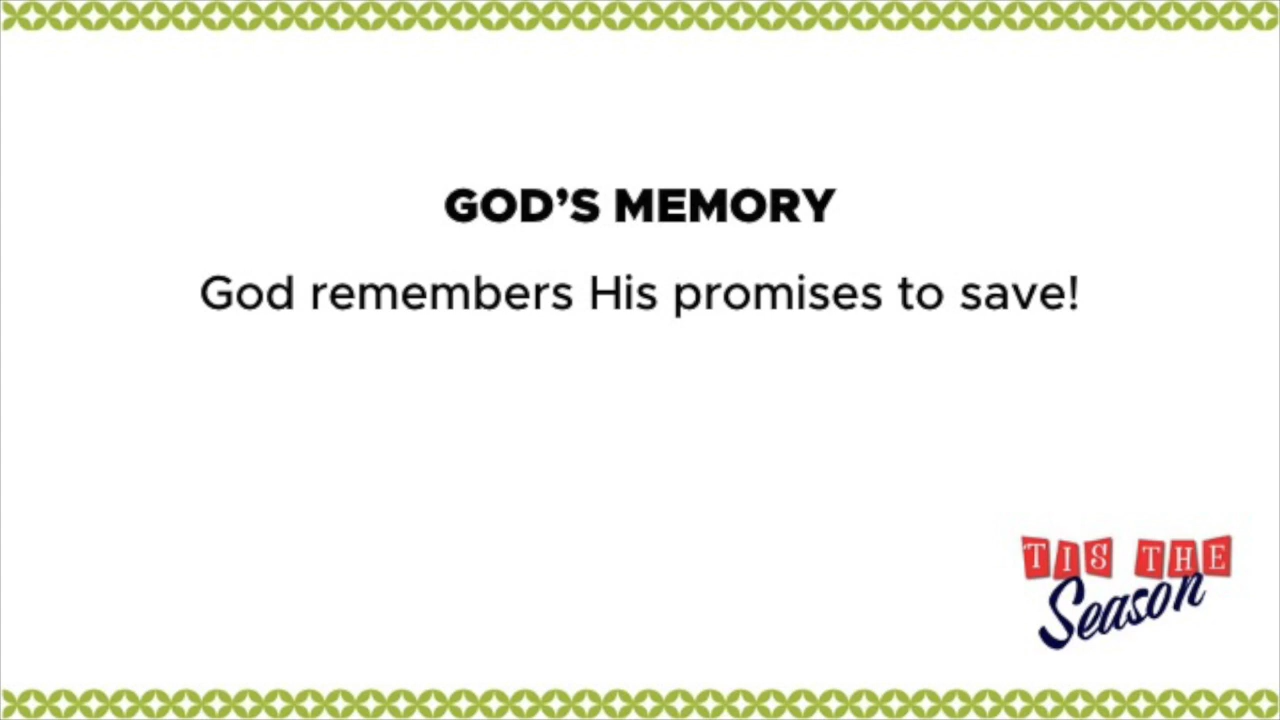 GOD’S MEMORY
God remembers His promises to save!
TIS THE
Season